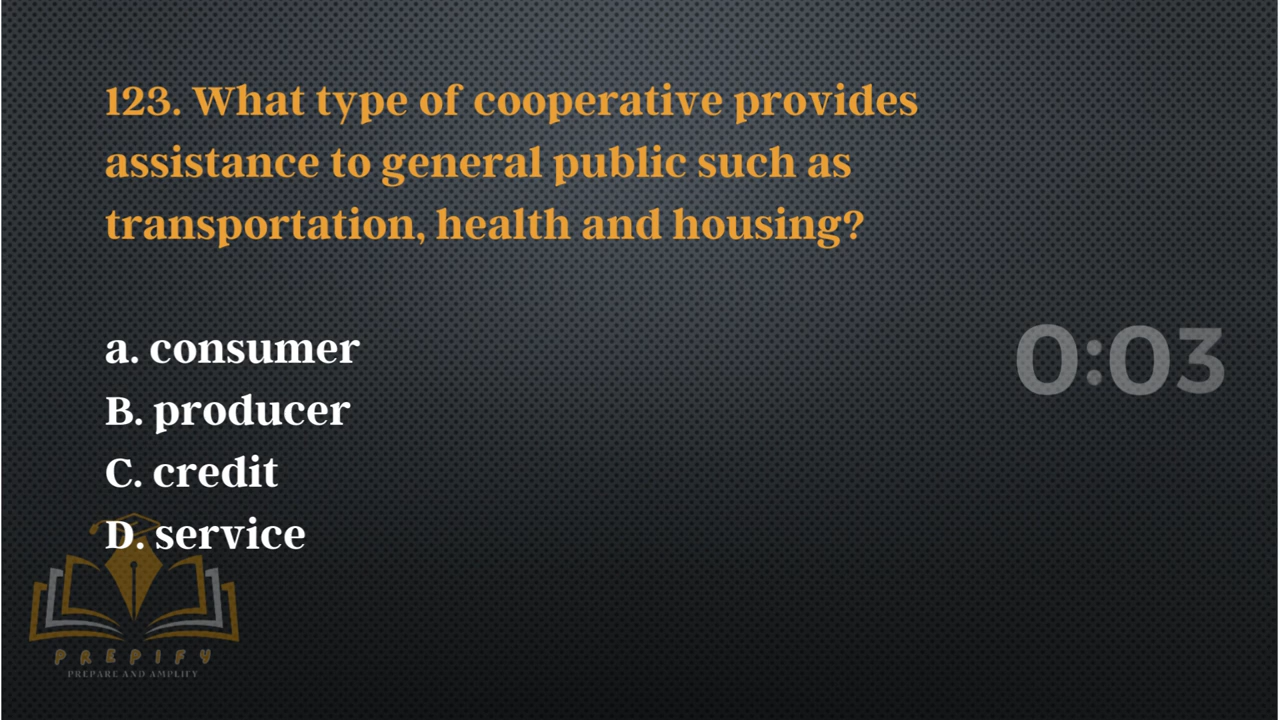 123. What type of cooperative provides
assistance to general public such as
transportation, health and housing?
a. consumer
B. producer
C. credit
D. service
0:03
PREPIFY
PREPARE AND AMPLIFY